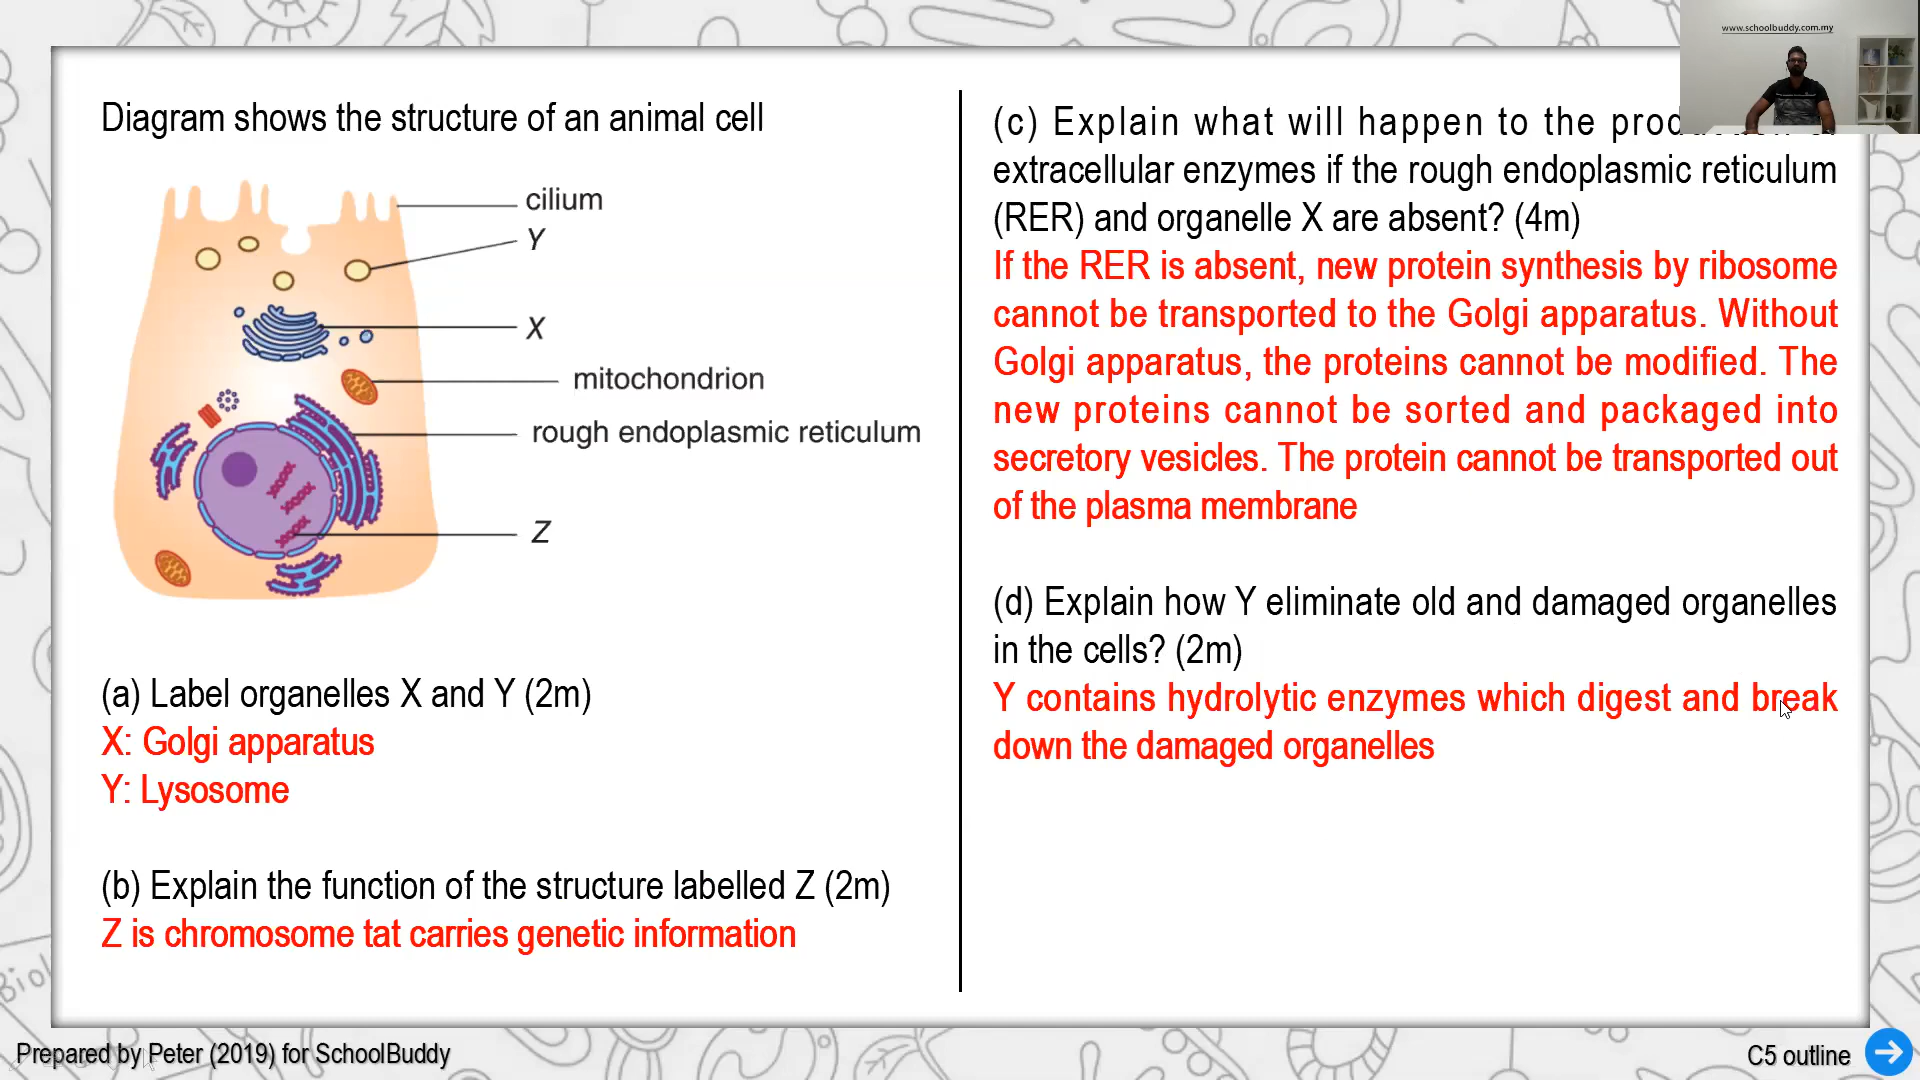 www.schoolbuddy.com.my
Diagram shows the structure of an animal cell
cilium
Y
X
mitochondrion
rough endoplasmic reticulum
Z
(a) Label organelles X and Y (2m)
X: Golgi apparatus
Y: Lysosome
(b) Explain the function of the structure labelled Z (2m)
Z is chromosome tat carries genetic information
(c) Explain what will happen to the
extracellular enzymes if the rough endoplasmic reticulum
(RER) and organelle X are absent? (4m)
If the RER is absent, new protein synthesis by ribosome
cannot be transported to the Golgi apparatus. Without
Golgi apparatus, the proteins cannot be modified. The
new proteins cannot be sorted and packaged into
secretory vesicles. The protein cannot be transported out
of the plasma membrane
(d) Explain how Y eliminate old and damaged organelles
in the cells? (2m)
Y contains hydrolytic enzymes which digest and break
down the damaged organelles
Biol
Prepared by Peter (2019) for SchoolBuddy
C5 outline